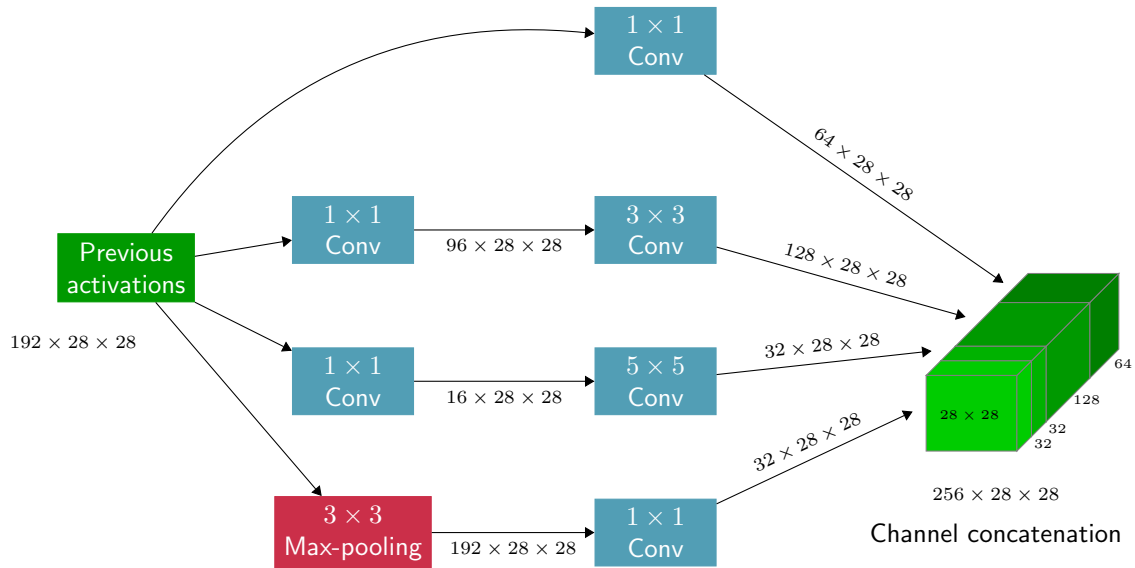 1 × 1
Conv
64 × 28 × 28
1 × 1
Conv
96 × 28 × 28
3 × 3
Conv
128 × 28 × 28
Previous
activations
192 × 28 × 28
1 × 1
Conv
16 × 28 × 28
5 × 5
Conv
32 × 28 × 28
3 × 3
Max-pooling
192 × 28 × 28
1 × 1
Conv
32 × 28 × 28
28 × 28
64
128
32
32
256 × 28 × 28
Channel concatenation